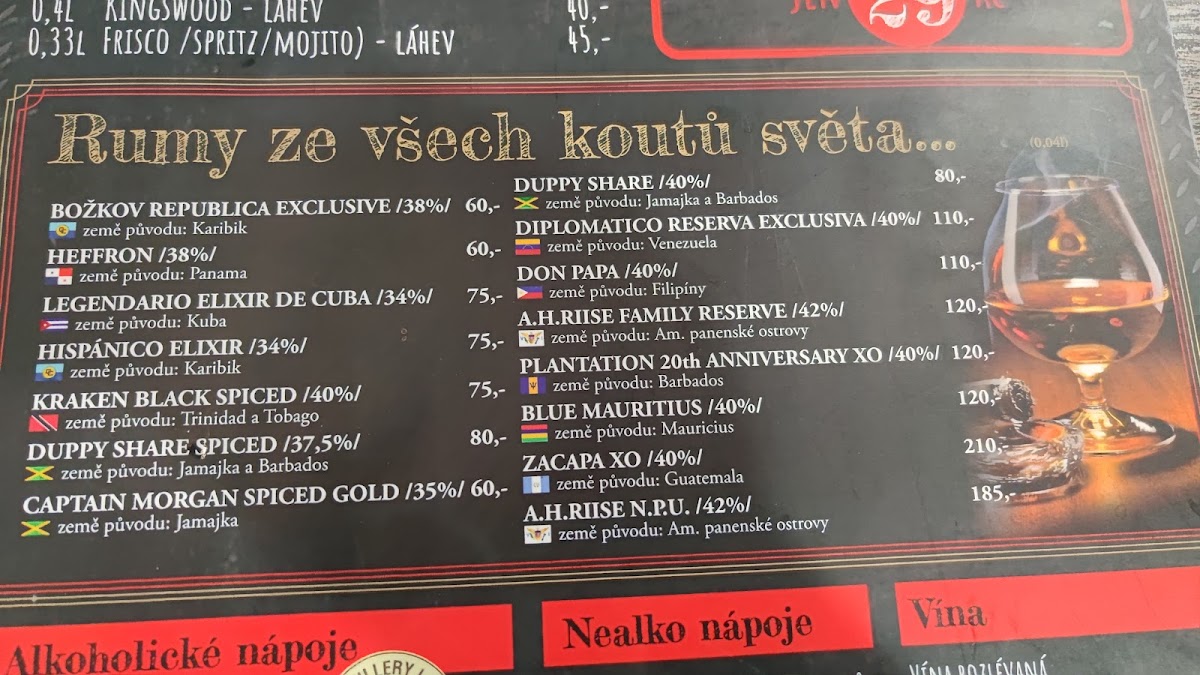 0,4L KINGSWOOD - LÁHEV 40,-
0,33L FRISCO /SPRITZ/MOJITO) - LÁHEV 45,-
JEN 29 KČ
Rumy ze všech koutů světa...
(0,04l)
BOŽKOV REPUBLICA EXCLUSIVE /38%/ 60,-
země původu: Karibik
HEFFRON /38%/ 60,-
země původu: Panama
LEGENDARIO ELIXIR DE CUBA /34%/ 75,-
země původu: Kuba
HISPÁNICO ELIXIR /34%/ 75,-
země původu: Karibik
KRAKEN BLACK SPICED /40%/ 75,-
země původu: Trinidad a Tobago
DUPPY SHARE SPICED /37,5%/ 80,-
země původu: Jamajka a Barbados
CAPTAIN MORGAN SPICED GOLD /35%/ 60,-
země původu: Jamajka
DUPPY SHARE /40%/ 80,-
země původu: Jamajka a Barbados
DIPLOMATICO RESERVA EXCLUSIVA /40%/ 110,-
země původu: Venezuela
DON PAPA /40%/ 110,-
země původu: Filipíny
A.H.RIISE FAMILY RESERVE /42%/ 120,-
země původu: Am. panenské ostrovy
PLANTATION 20th ANNIVERSARY XO /40%/ 120,-
země původu: Barbados
BLUE MAURITIUS /40%/ 120,-
země původu: Mauricius
ZACAPA XO /40%/ 210,-
země původu: Guatemala
A.H.RIISE N.P.U. /42%/ 185,-
země původu: Am. panenské ostrovy
Alkoholické nápoje
Nealko nápoje
Vína
VÍNA ROZLÉVANÁ